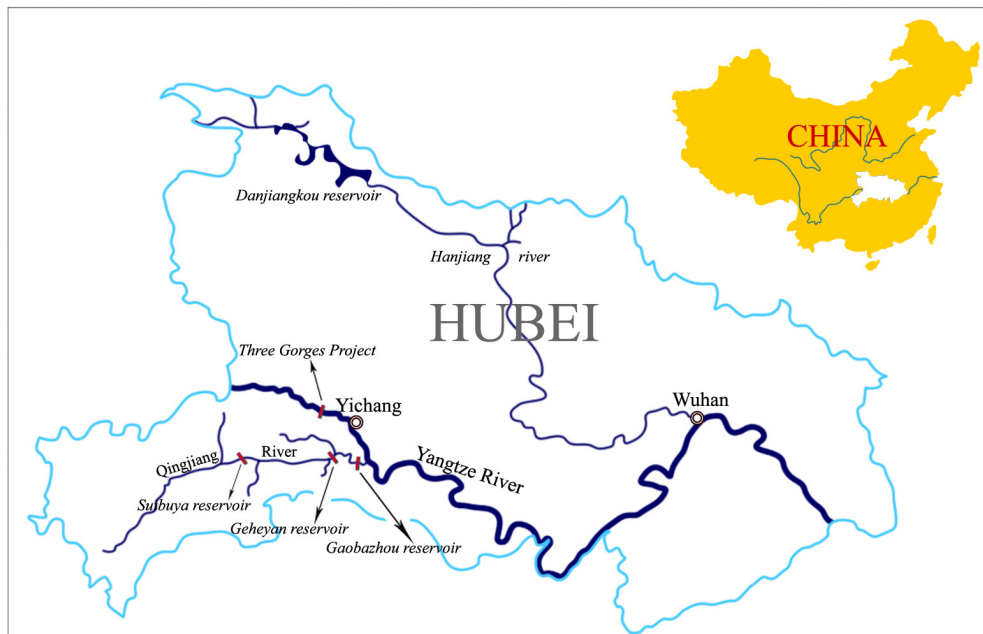 CHINA
Danjiangkou reservoir
Hanjiang river
HUBEI
Three Gorges Project
Yichang
Wuhan
Qingjiang River
Yangtze River
Suibuya reservoir
Geheyan reservoir
Gaobazhou reservoir